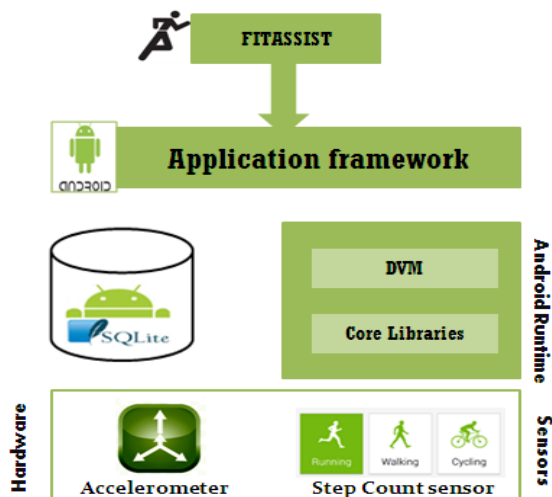 FITASSIST
Application framework
ANDROID
SQLite
DVM
Core Libraries
Android Runtime
Hardware
Running
Walking
Cycling
Accelerometer
Step Count sensor
Sensors